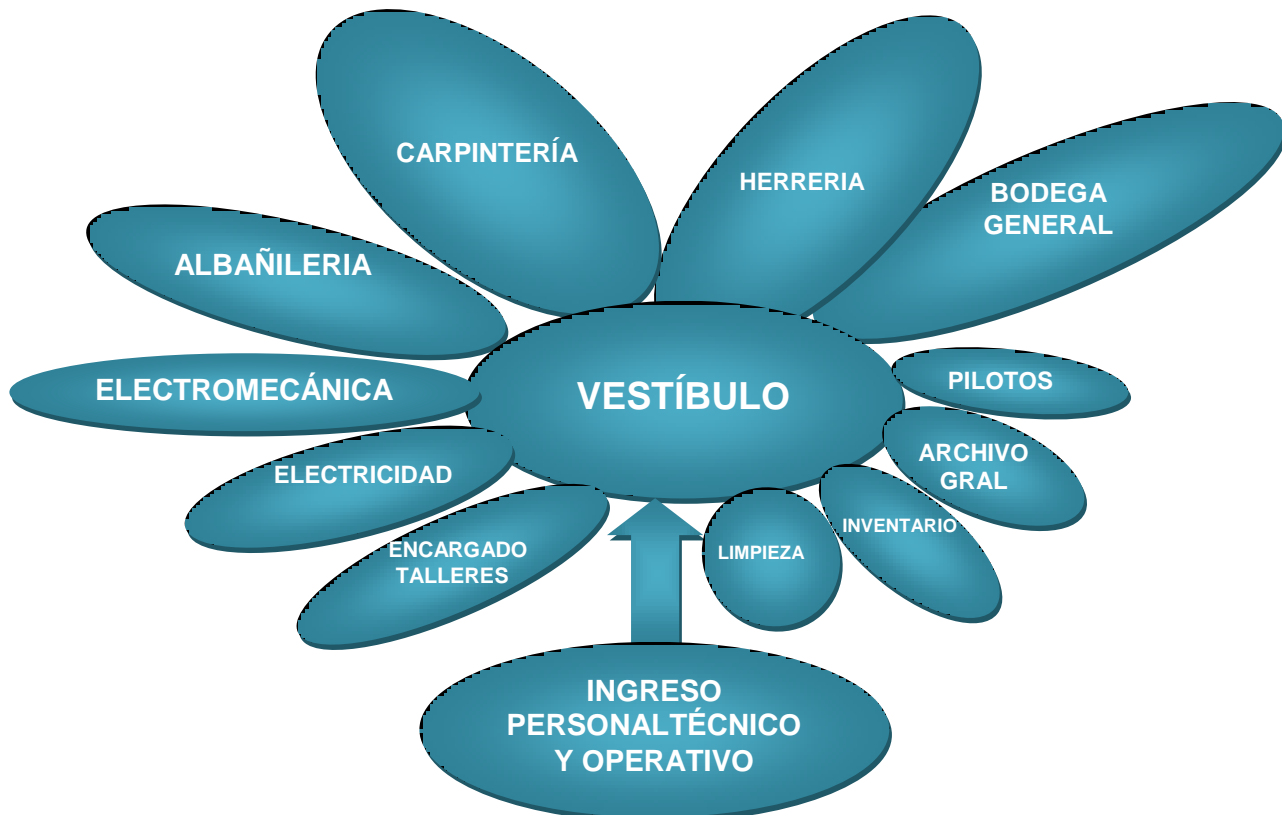 CARPINTERÍA
HERRERIA
BODEGA
GENERAL
ALBAÑILERIA
ELECTROMECÁNICA
VESTÍBULO
PILOTOS
ELECTRICIDAD
ARCHIVO
GRAL
ENCARGADO
TALLERES
LIMPIEZA
INVENTARIO
INGRESO
PERSONALTÉCNICO
Y OPERATIVO